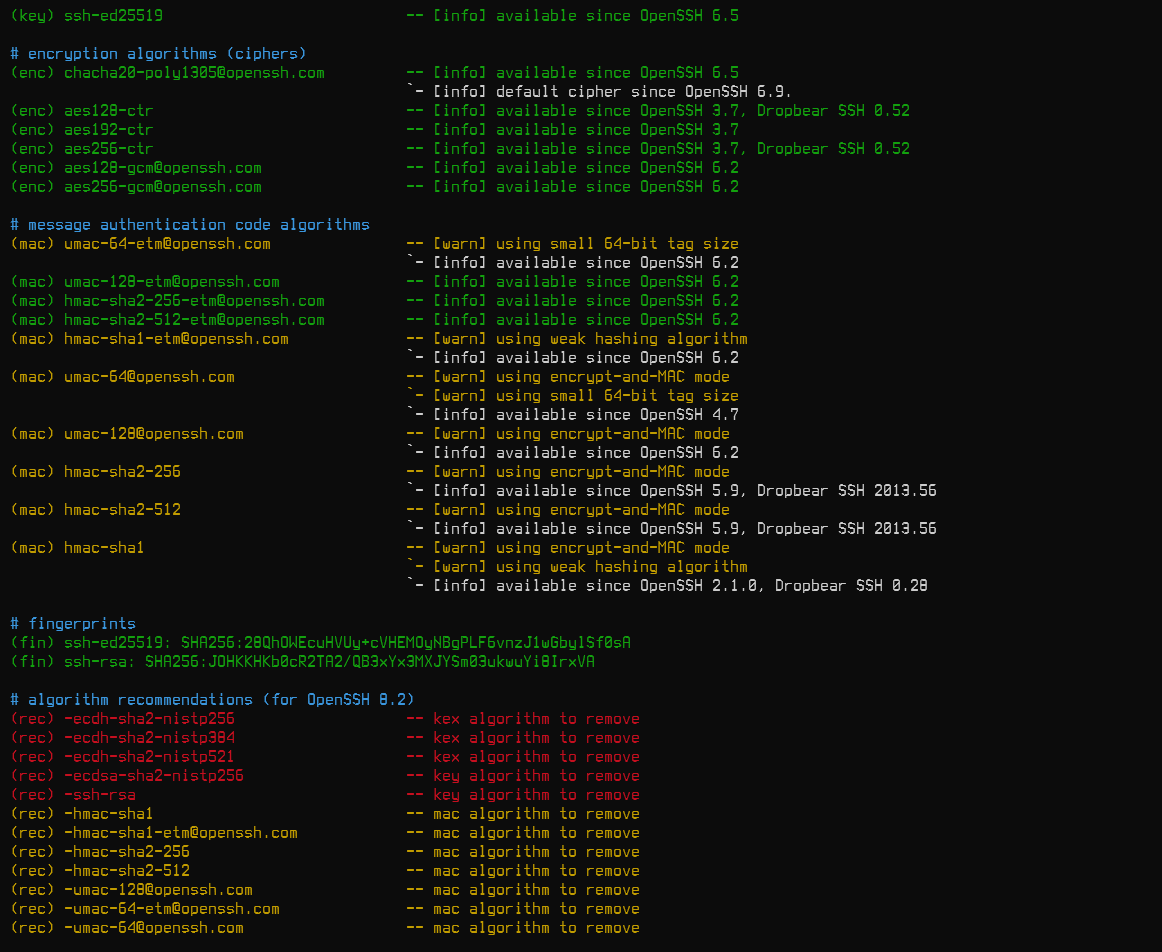 (key) ssh-ed25519 -- [info] available since OpenSSH 6.5
# encryption algorithms (ciphers)
(enc) chacha20-poly1305@openssh.com -- [info] available since OpenSSH 6.5
`- [info] default cipher since OpenSSH 6.9.
(enc) aes128-ctr -- [info] available since OpenSSH 3.7, Dropbear SSH 0.52
(enc) aes192-ctr -- [info] available since OpenSSH 3.7
(enc) aes256-ctr -- [info] available since OpenSSH 3.7, Dropbear SSH 0.52
(enc) aes128-gcm@openssh.com -- [info] available since OpenSSH 6.2
(enc) aes256-gcm@openssh.com -- [info] available since OpenSSH 6.2
# message authentication code algorithms
(mac) umac-64-etm@openssh.com -- [warn] using small 64-bit tag size
`- [info] available since OpenSSH 6.2
(mac) umac-128-etm@openssh.com -- [info] available since OpenSSH 6.2
(mac) hmac-sha2-256-etm@openssh.com -- [info] available since OpenSSH 6.2
(mac) hmac-sha2-512-etm@openssh.com -- [info] available since OpenSSH 6.2
(mac) hmac-sha1-etm@openssh.com -- [warn] using weak hashing algorithm
`- [info] available since OpenSSH 6.2
(mac) umac-64@openssh.com -- [warn] using encrypt-and-MAC mode
`- [warn] using small 64-bit tag size
`- [info] available since OpenSSH 4.7
(mac) umac-128@openssh.com -- [warn] using encrypt-and-MAC mode
`- [info] available since OpenSSH 6.2
(mac) hmac-sha2-256 -- [warn] using encrypt-and-MAC mode
`- [info] available since OpenSSH 5.9, Dropbear SSH 2013.56
(mac) hmac-sha2-512 -- [warn] using encrypt-and-MAC mode
`- [info] available since OpenSSH 5.9, Dropbear SSH 2013.56
(mac) hmac-sha1 -- [warn] using encrypt-and-MAC mode
`- [warn] using weak hashing algorithm
`- [info] available since OpenSSH 2.1.0, Dropbear SSH 0.28
# fingerprints
(fin) ssh-ed25519: SHA256:28QhOWEcuHVUy+cVHEMOyNBgPLF6vnzJ1wGbylSf0sA
(fin) ssh-rsa: SHA256:JOHKKHKb0cR2TA2/QB3xYx3MXJYSm03ukwuYi8IrxVA
# algorithm recommendations (for OpenSSH 8.2)
(rec) -ecdh-sha2-nistp256 -- kex algorithm to remove
(rec) -ecdh-sha2-nistp384 -- kex algorithm to remove
(rec) -ecdh-sha2-nistp521 -- kex algorithm to remove
(rec) -ecdsa-sha2-nistp256 -- key algorithm to remove
(rec) -ssh-rsa -- key algorithm to remove
(rec) -hmac-sha1 -- mac algorithm to remove
(rec) -hmac-sha1-etm@openssh.com -- mac algorithm to remove
(rec) -hmac-sha2-256 -- mac algorithm to remove
(rec) -hmac-sha2-512 -- mac algorithm to remove
(rec) -umac-128@openssh.com -- mac algorithm to remove
(rec) -umac-64-etm@openssh.com -- mac algorithm to remove
(rec) -umac-64@openssh.com -- mac algorithm to remove